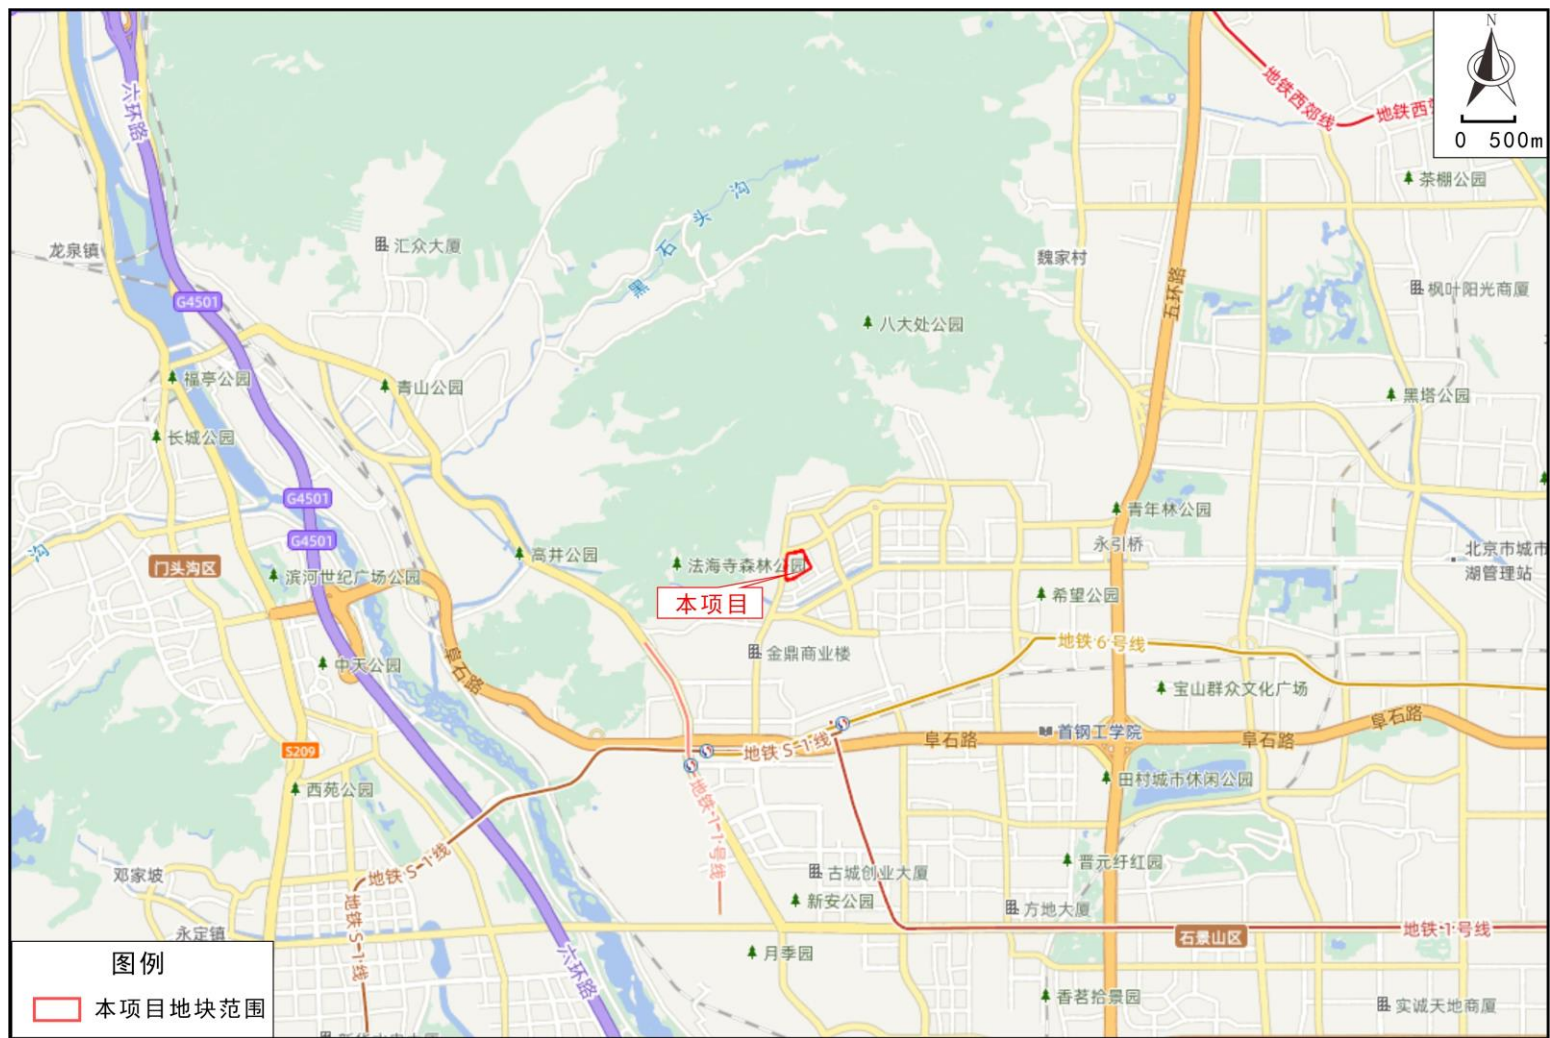 N
0 500m
地铁西郊线
地铁西
六环路
茶棚公园
沟
头
石
黑
龙泉镇
汇众大厦
魏家村
五环路
枫叶阳光商厦
G4501
八大处公园
福亭公园
青山公园
黑塔公园
长城公园
G4501
青年林公园
G4501
永引桥
北京市城市
湖管理站
沟
高井公园
法海寺森林公园
门头沟区
滨河世纪广场公园
本项目
希望公园
地铁6号线
金鼎商业楼
中天公园
阜石路
宝山群众文化广场
阜石路
首钢工学院
阜石路
阜石路
地铁S1线
S209
田村城市休闲公园
西苑公园
地铁11号线
地铁S1线
晋元纡红园
邓家坡
古城创业大厦
地铁S1线
新安公园
方地大厦
永定镇
地铁1号线
石景山区
月季园
六环路
图例
香茗拾景园
本项目地块范围
实诚天地商厦